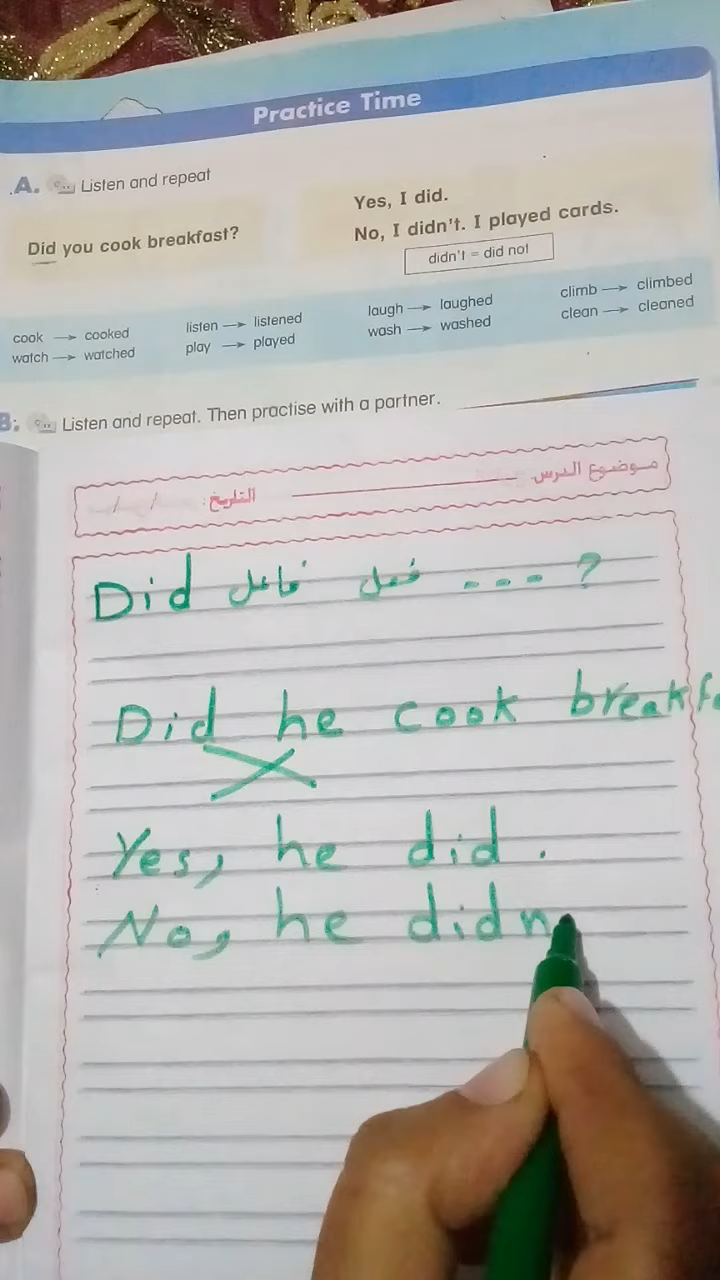 Practice Time
A. Listen and repeat
Did you cook breakfast?
Yes, I did.
No, I didn't. I played cards.
didn't = did not
cook → cooked
watch → watched
listen → listened
play → played
laugh → laughed
wash → washed
climb → climbed
clean → cleaned
B: Listen and repeat. Then practise with a partner.
موضوع الدرس التاريخ: / /
Did فاعل فعل ... ?
Did he cook breakf
Yes, he did.
No, he didn